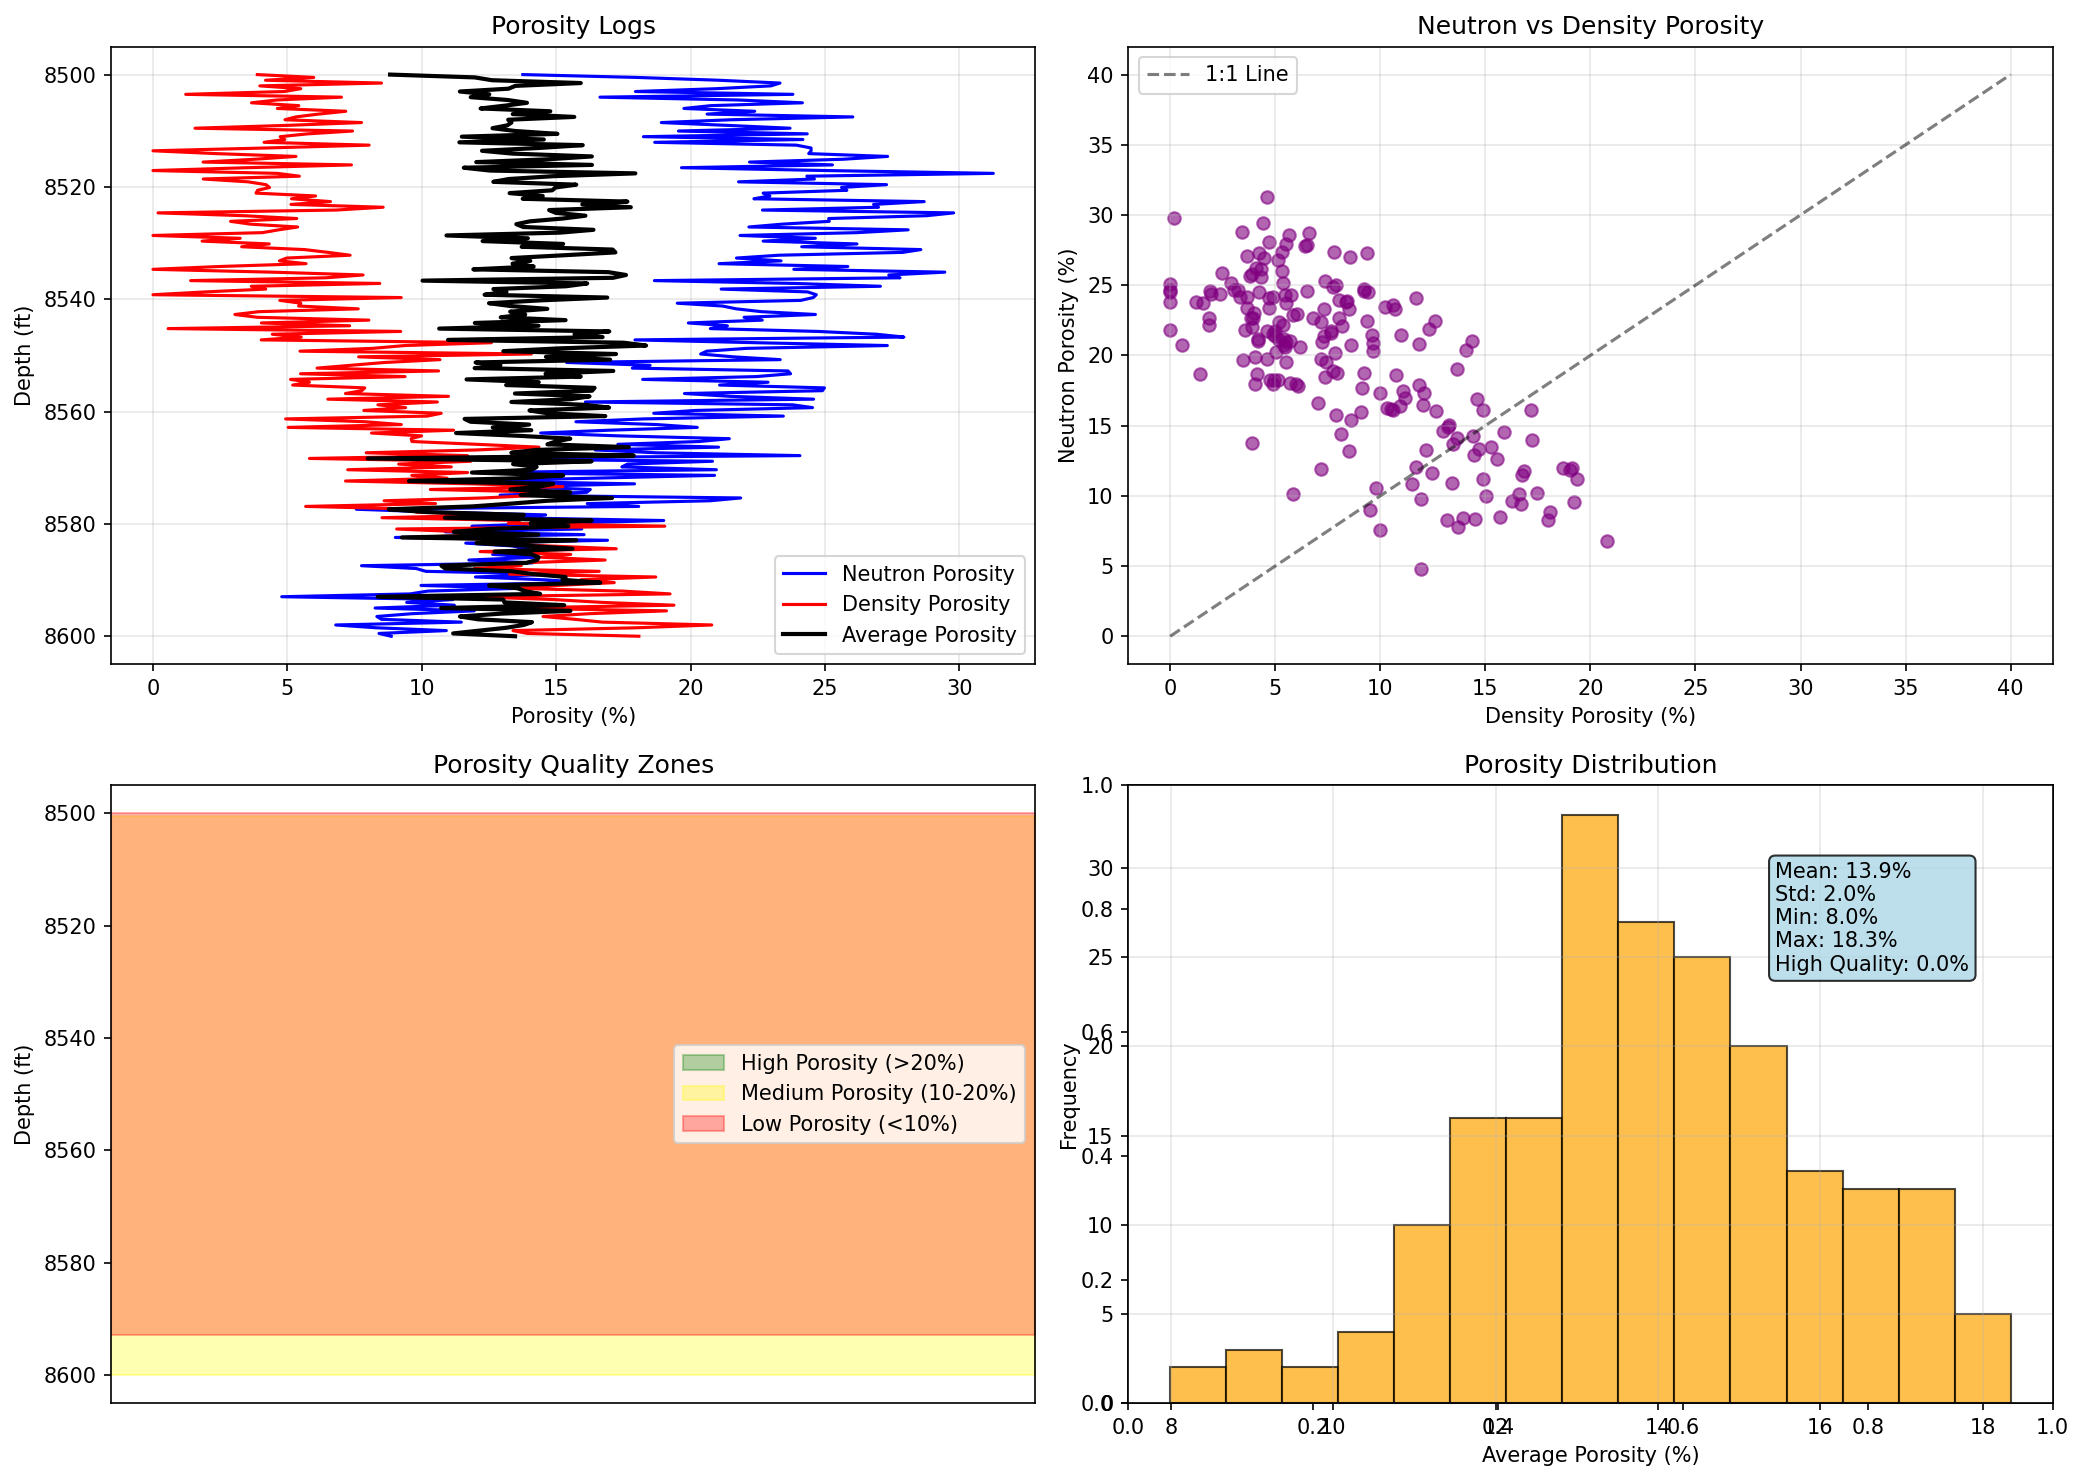 Porosity Logs
8500
8520
8540
8560
8580
8600
Depth (ft)
0 5 10 15 20 25 30
Porosity (%)
Neutron Porosity
Density Porosity
Average Porosity
Neutron vs Density Porosity
40
35
30
25
20
15
10
5
0
Neutron Porosity (%)
0 5 10 15 20 25 30 35 40
Density Porosity (%)
1:1 Line
Porosity Quality Zones
8500
8520
8540
8560
8580
8600
Depth (ft)
High Porosity (>20%)
Medium Porosity (10-20%)
Low Porosity (<10%)
Porosity Distribution
1.0
30
0.8
25
0.6
20
15
0.4
10
0.2
5
0.0 0
Frequency
0.0 8 0.2 10 0.4 12 14 0.6 16 0.8 18 1.0
Average Porosity (%)
Mean: 13.9%
Std: 2.0%
Min: 8.0%
Max: 18.3%
High Quality: 0.0%